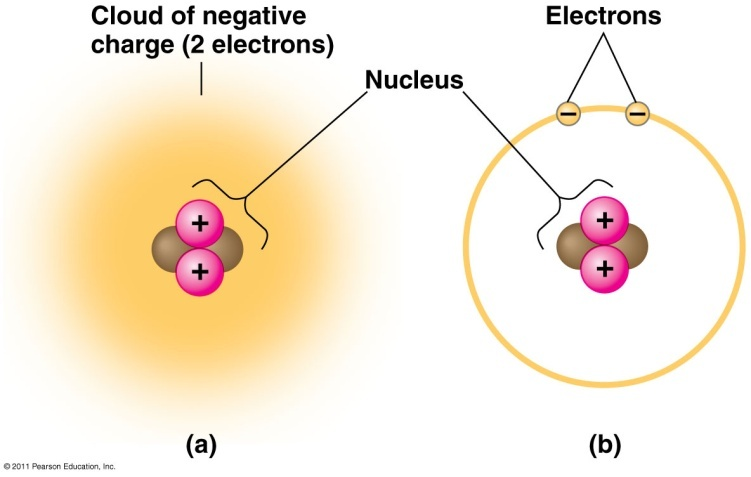 Cloud of negative
charge (2 electrons)
Electrons
Nucleus
− −
+
+
+
+
(a)
(b)
© 2011 Pearson Education, Inc.